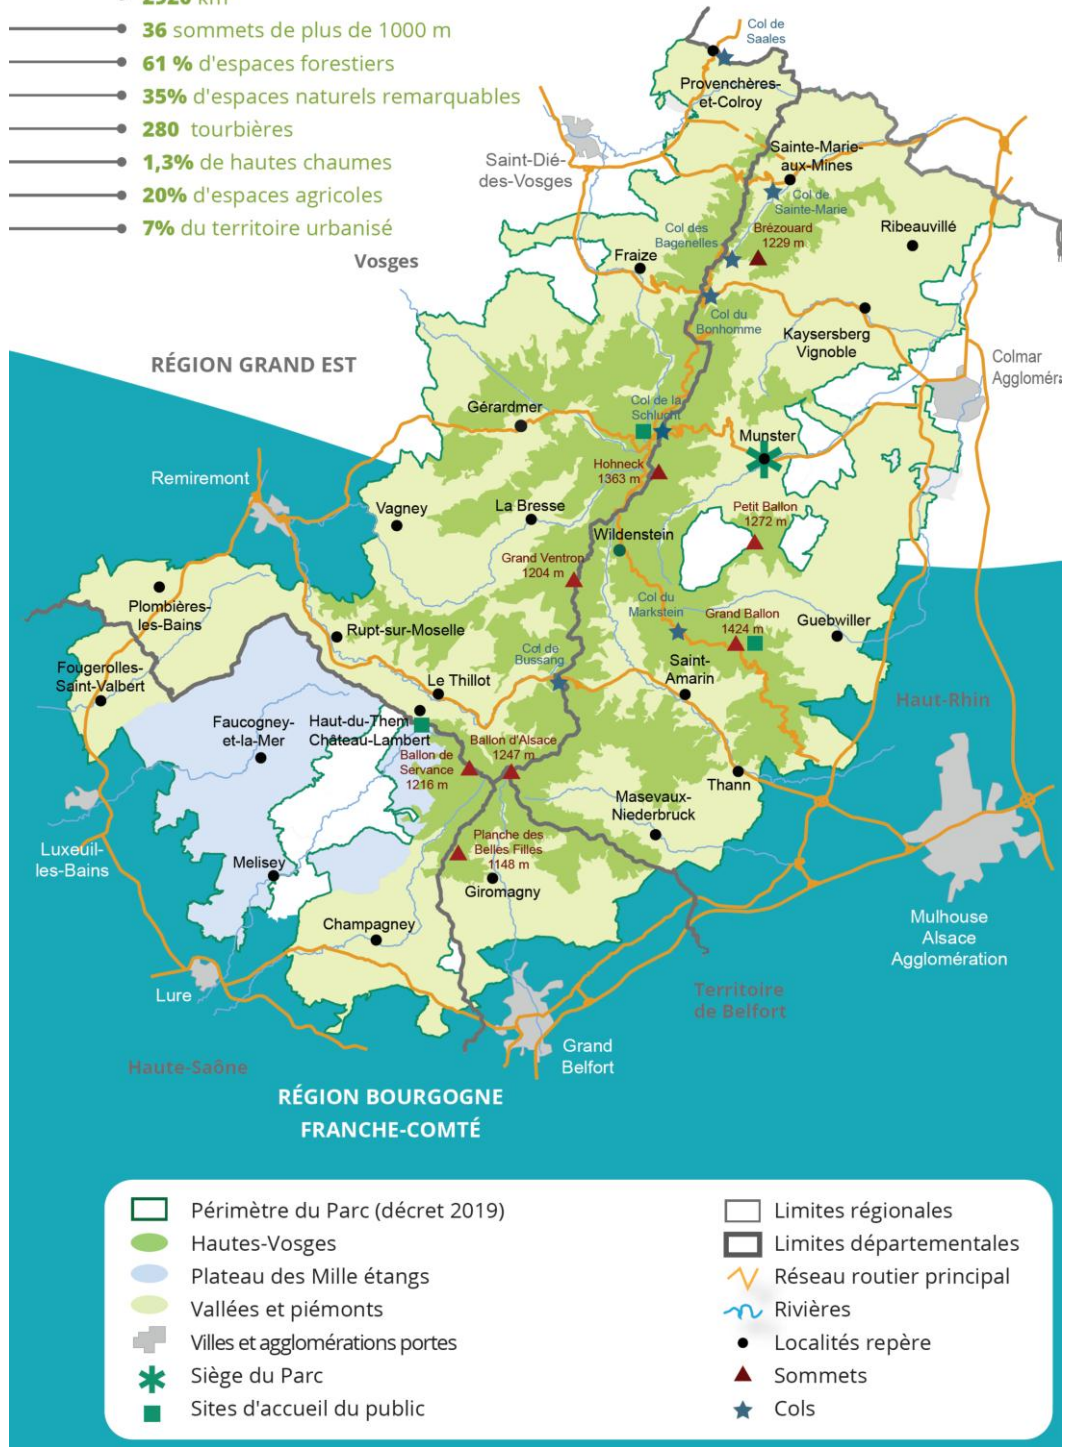 2920 km
36 sommets de plus de 1000 m
61 % d'espaces forestiers
35% d'espaces naturels remarquables
280 tourbières
1,3% de hautes chaumes
20% d'espaces agricoles
7% du territoire urbanisé
Col de
Saales
Provenchères-
et-Colroy
Saint-Dié-
des-Vosges
Sainte-Marie-
aux-Mines
Col de
Sainte-Marie
Col des
Bagenelles
Brézouard
1229 m
Ribeauvillé
Vosges
Fraize
Col du
Bonhomme
Kaysersberg
Vignoble
Colmar
RÉGION GRAND EST
Gérardmer
Col de la
Schlucht
Munster
Hohneck
1363 m
Remiremont
Vagney
La Bresse
Petit Ballon
1272 m
Wildenstein
Grand Ventron
1204 m
Plombières-
les-Bains
Col du
Markstein
Grand Ballon
1424 m
Guebwiller
Rupt-sur-Moselle
Col de
Bussang
Saint-
Amarin
Fougerolles-
Saint-Valbert
Le Thillot
Haut-Rhin
Faucogney-
et-la-Mer
Haut-du-Them
Château-Lambert
Ballon d'Alsace
1247 m
Ballon de
Servance
1216 m
Thann
Masevaux-
Niederbruck
Planche des
Belles Filles
1148 m
Luxeuil-
les-Bains
Melisey
Giromagny
Champagney
Mulhouse
Alsace
Agglomération
Lure
Territoire
de Belfort
Grand
Belfort
Haute-Saône
RÉGION BOURGOGNE
FRANCHE-COMTÉ
Périmètre du Parc (décret 2019)
Hautes-Vosges
Plateau des Mille étangs
Vallées et piémonts
Villes et agglomérations portes
Siège du Parc
Sites d'accueil du public
Limites régionales
Limites départementales
Réseau routier principal
Rivières
Localités repère
Sommets
Cols